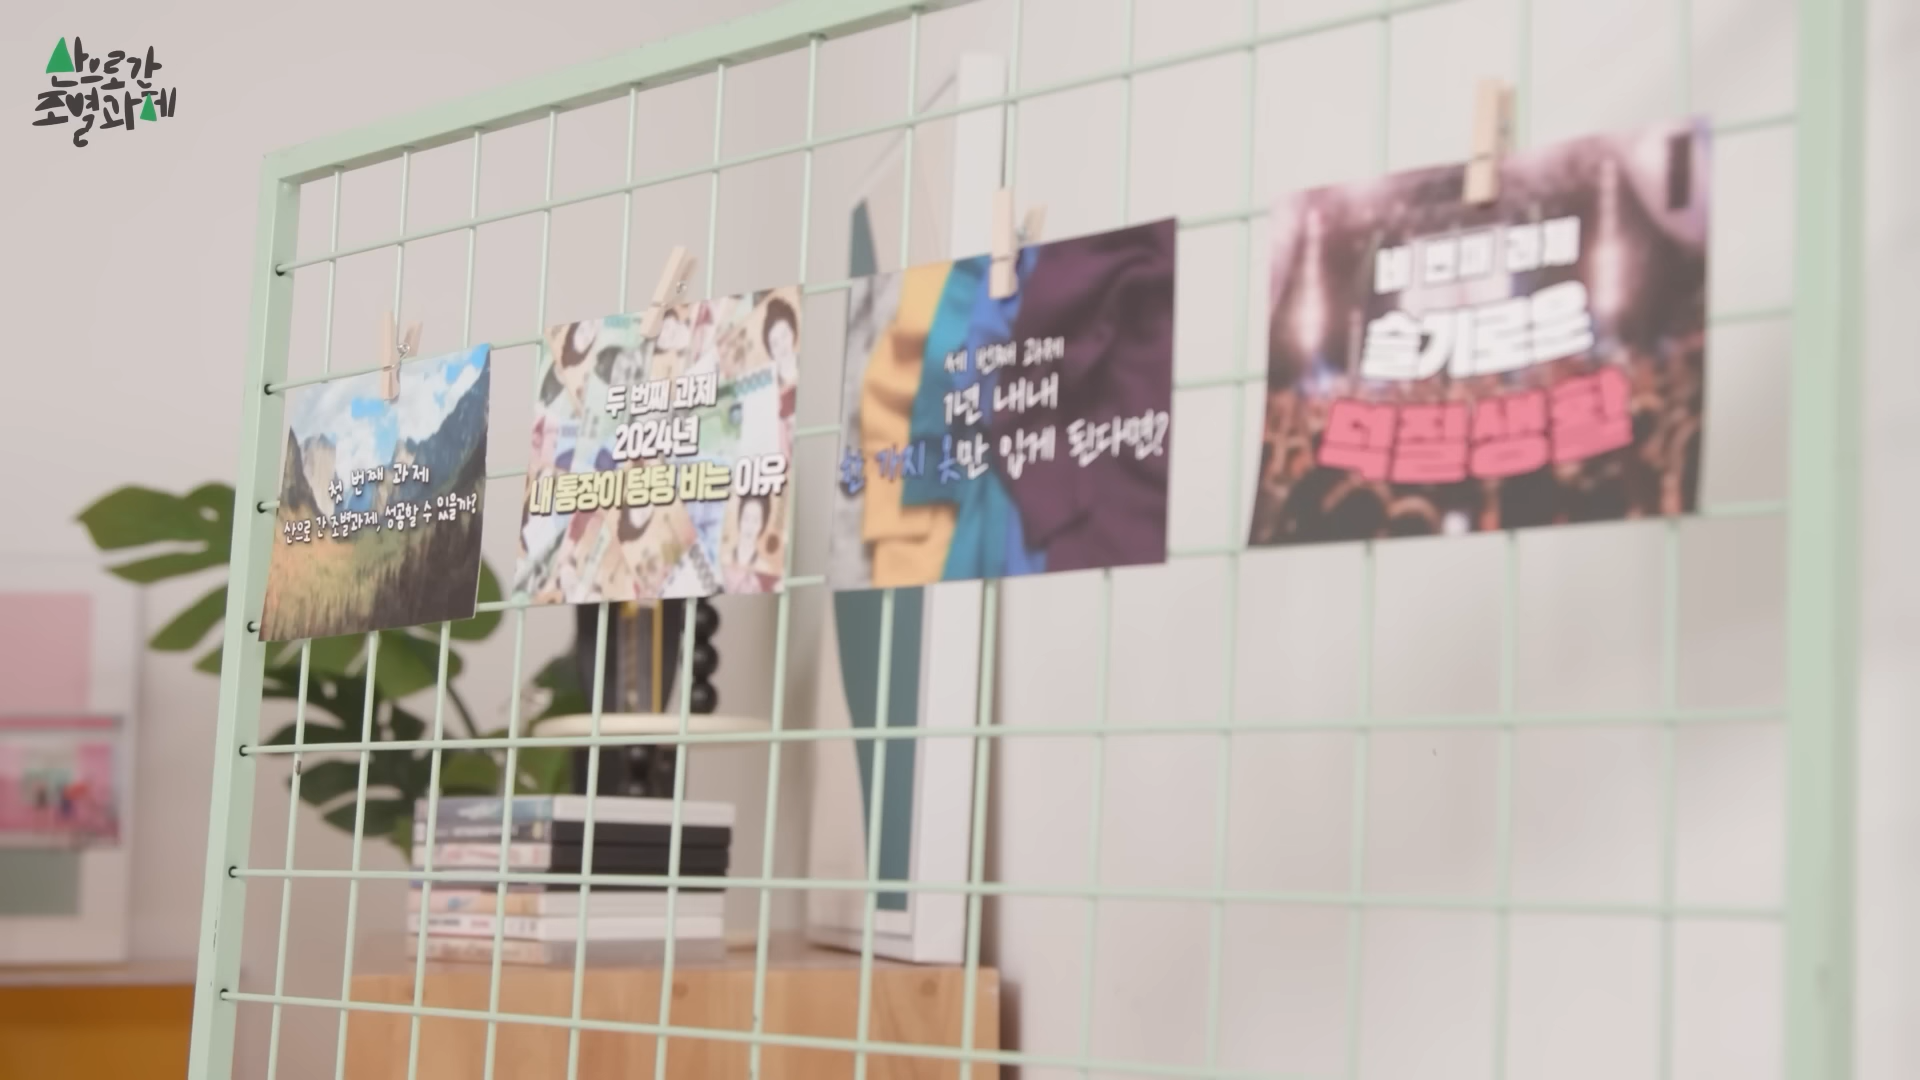 산으로 간
조별과제
첫 번째 과제
산으로 간 조별과제, 성공할 수 있을까?
두 번째 과제
2024년
내 통장이 텅텅 비는 이유
세 번째 과제
1년 내내
한 가지 옷만 입게 된다면?
네 번째 과제
슬기로운
덕질생활